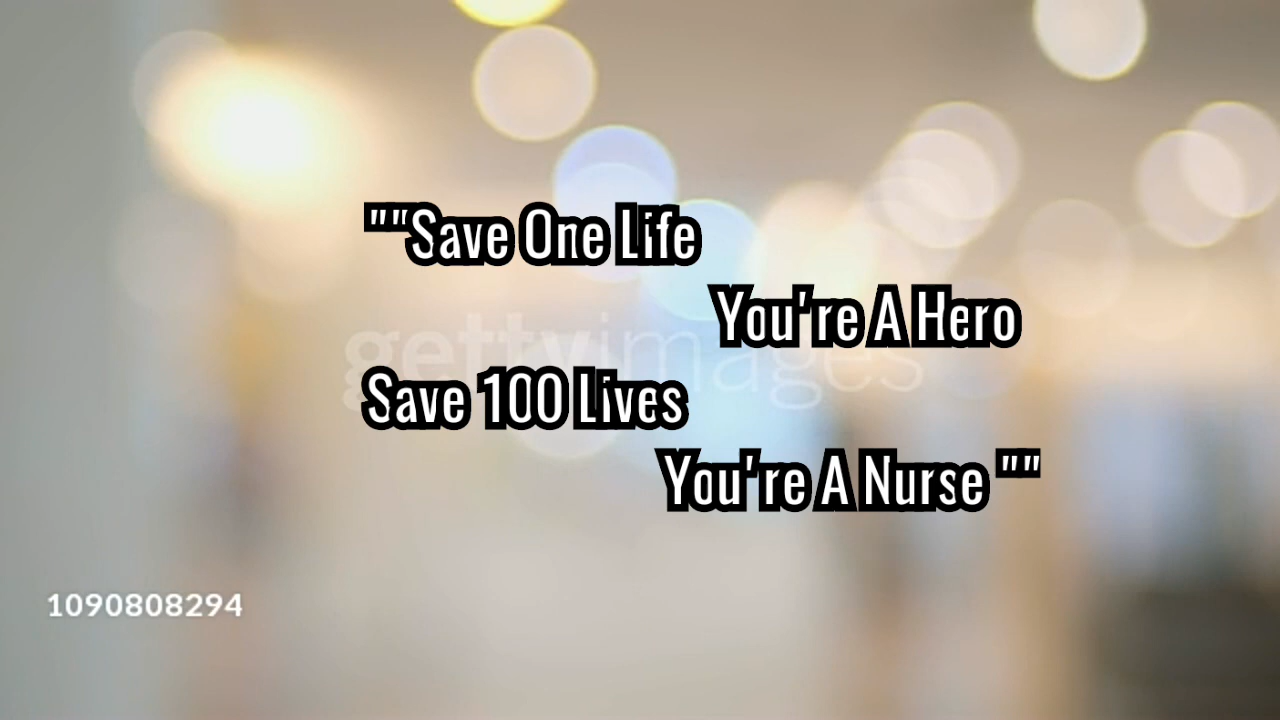 ""Save One Life
You're A Hero
gettyimages
Save 100 Lives
You're A Nurse ""
1090808294